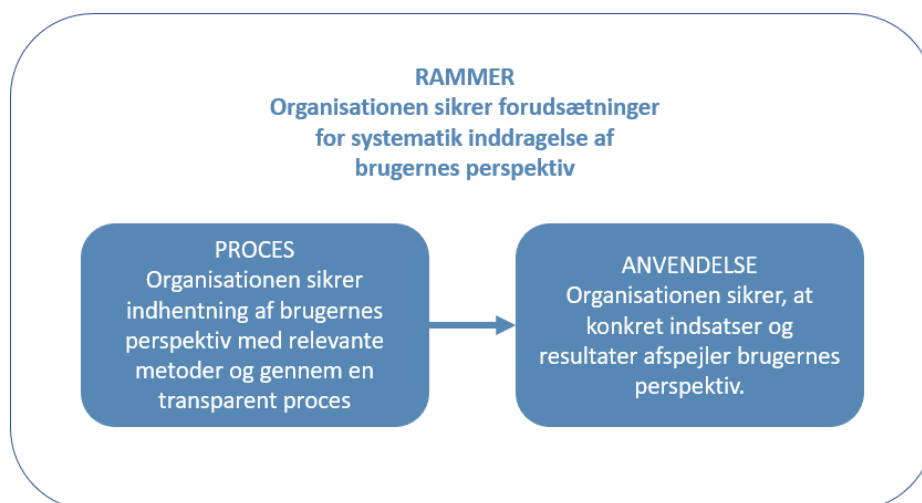 RAMMER
Organisationen sikrer forudsætninger
for systematik inddragelse af
brugernes perspektiv
PROCES
Organisationen sikrer
indhentning af brugernes
perspektiv med relevante
metoder og gennem en
transparent proces
ANVENDELSE
Organisationen sikrer, at
konkret indsatser og
resultater afspejler brugernes
perspektiv.